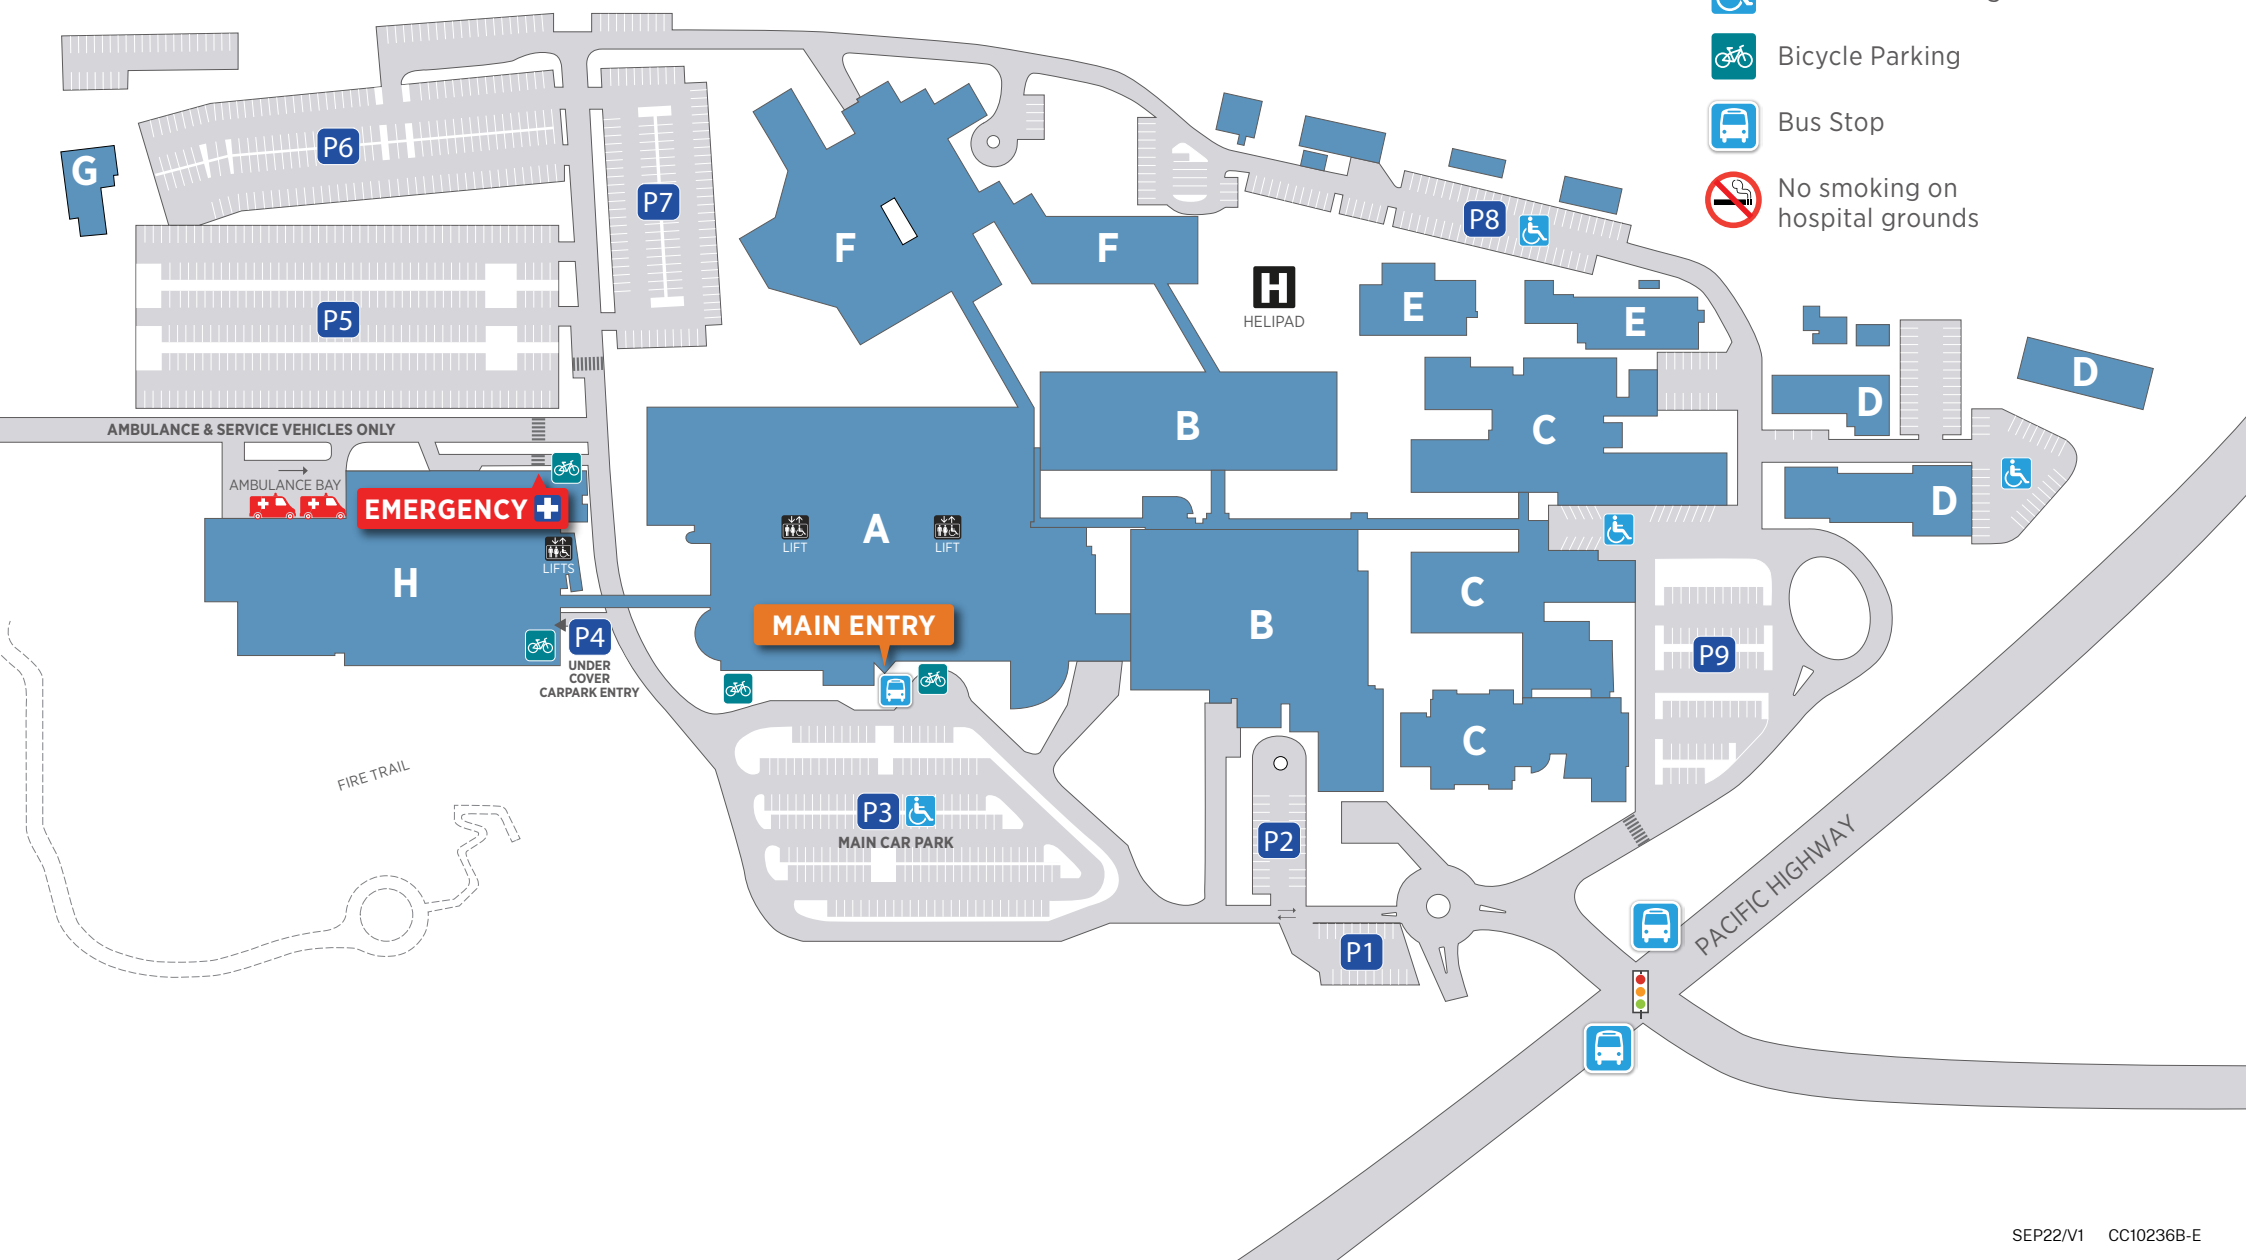 Bicycle Parking
Bus Stop
No smoking on
hospital grounds
P6
G
P7
P8
F
F
H
HELIPAD
E
E
P5
D
D
B
C
AMBULANCE & SERVICE VEHICLES ONLY
AMBULANCE BAY
EMERGENCY
A
LIFT
LIFT
D
LIFTS
H
C
MAIN ENTRY
B
P4
UNDER
COVER
CARPARK ENTRY
P9
C
FIRE TRAIL
P3
MAIN CAR PARK
P2
PACIFIC HIGHWAY
P1
SEP22/V1 CC10236B-E